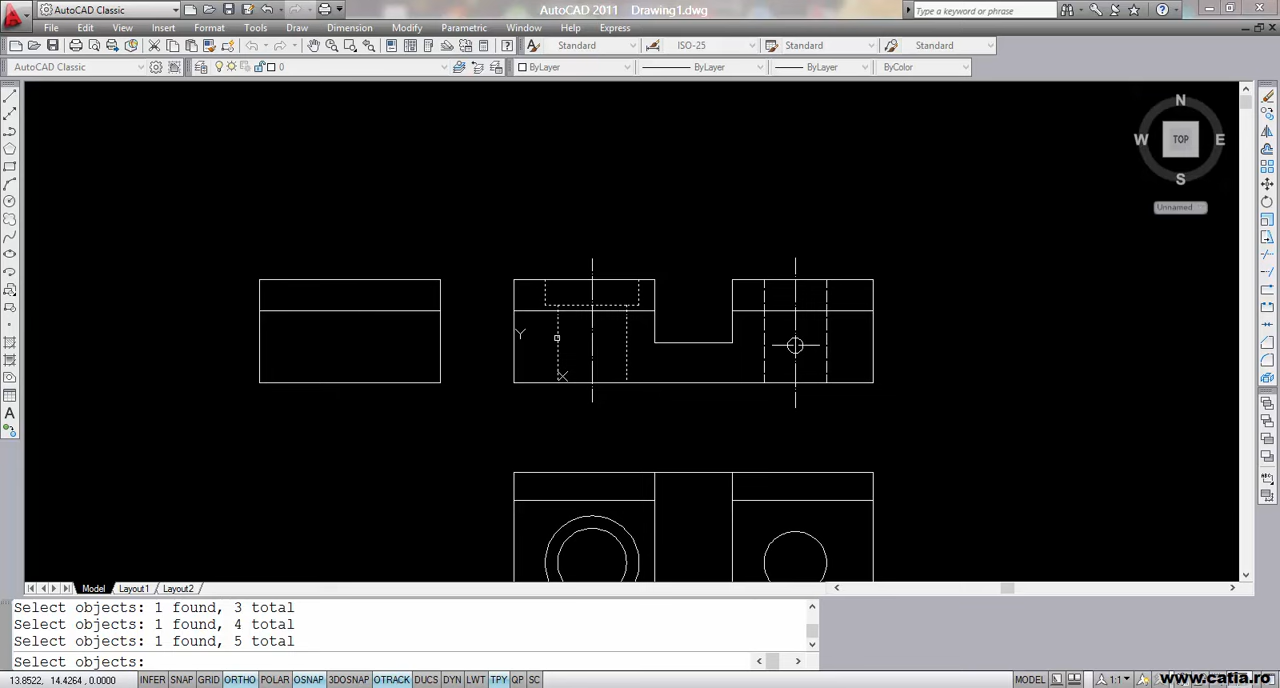 AutoCAD Classic AutoCAD 2011 Drawing1.dwg Type a keyword or phrase
File Edit View Insert Format Tools Draw Dimension Modify Parametric Window Help Express
Standard ISO-25 Standard Standard
AutoCAD Classic 0 ByLayer ByLayer ByLayer ByColor
N
W TOP E
S
Unnamed
Y
X
A
Model Layout1 Layout2
Select objects: 1 found, 3 total
Select objects: 1 found, 4 total
Select objects: 1 found, 5 total
Select objects:
13.8522, 14.4264, 0.0000 INFER SNAP GRID ORTHO POLAR OSNAP 3DOSNAP OTRACK DUCS DYN LWT TPY QP SC MODEL 1:1
www.catia.ro